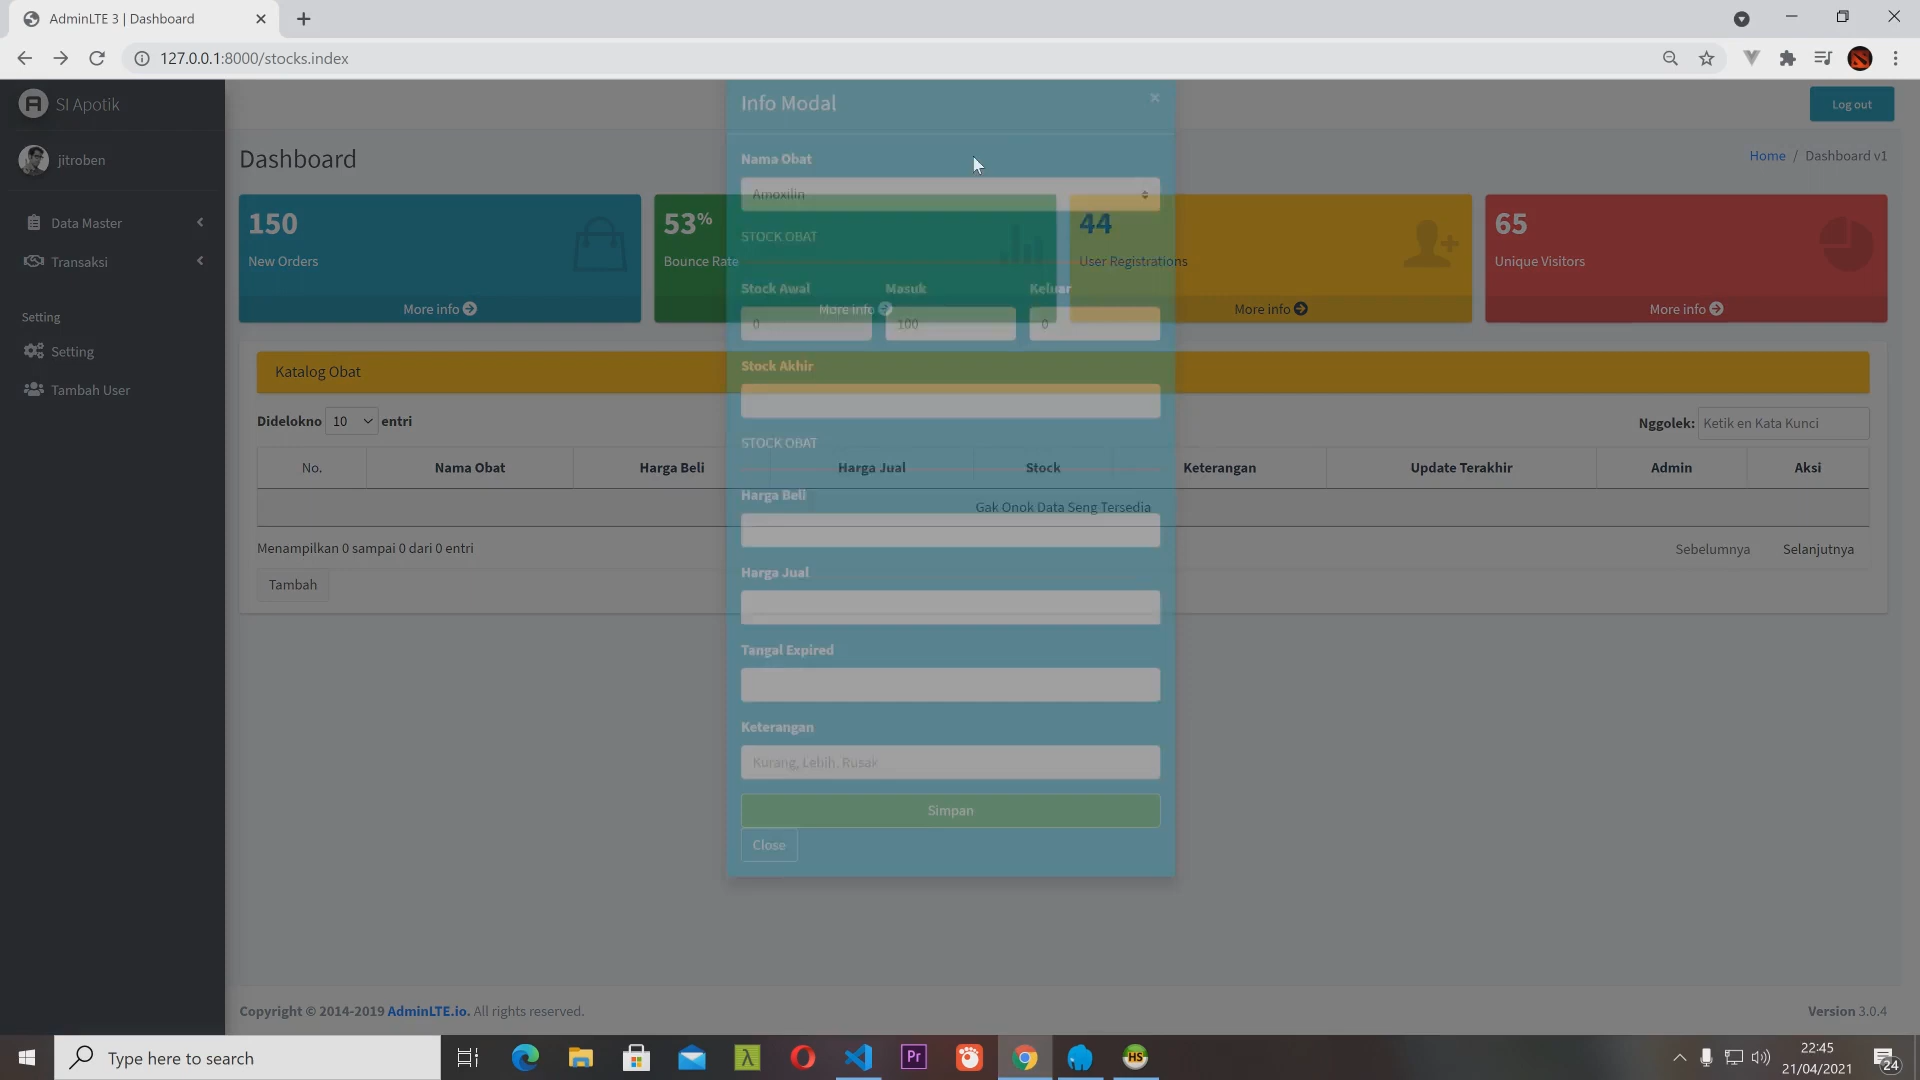 AdminLTE 3 | Dashboard
127.0.0.1:8000/stocks.index
SI Apotik
jitroben
Data Master
Transaksi
Setting
Setting
Tambah User
Log out
Dashboard
Home / Dashboard v1
150
New Orders
More info
53%
Bounce Rate
More info
44
User Registrations
More info
65
Unique Visitors
More info
Katalog Obat
Didelokno 10 entri
Nggolek: Ketik en Kata Kunci
No. Nama Obat Harga Beli Harga Jual Stock Keterangan Update Terakhir Admin Aksi
Gak Onok Data Seng Tersedia
Menampilkan 0 sampai 0 dari 0 entri
Sebelumnya Selanjutnya
Tambah
Info Modal
×
Nama Obat
Amoxilin
STOCK OBAT
Stock Awal Masuk Keluar
0 100 0
Stock Akhir
STOCK OBAT
Harga Beli
Harga Jual
Tangal Expired
Keterangan
Kurang, Lebih, Rusak
Simpan
Close
Copyright © 2014-2019 AdminLTE.io. All rights reserved.
Version 3.0.4
Type here to search
λ
Pr
HS
22:45
21/04/2021
24